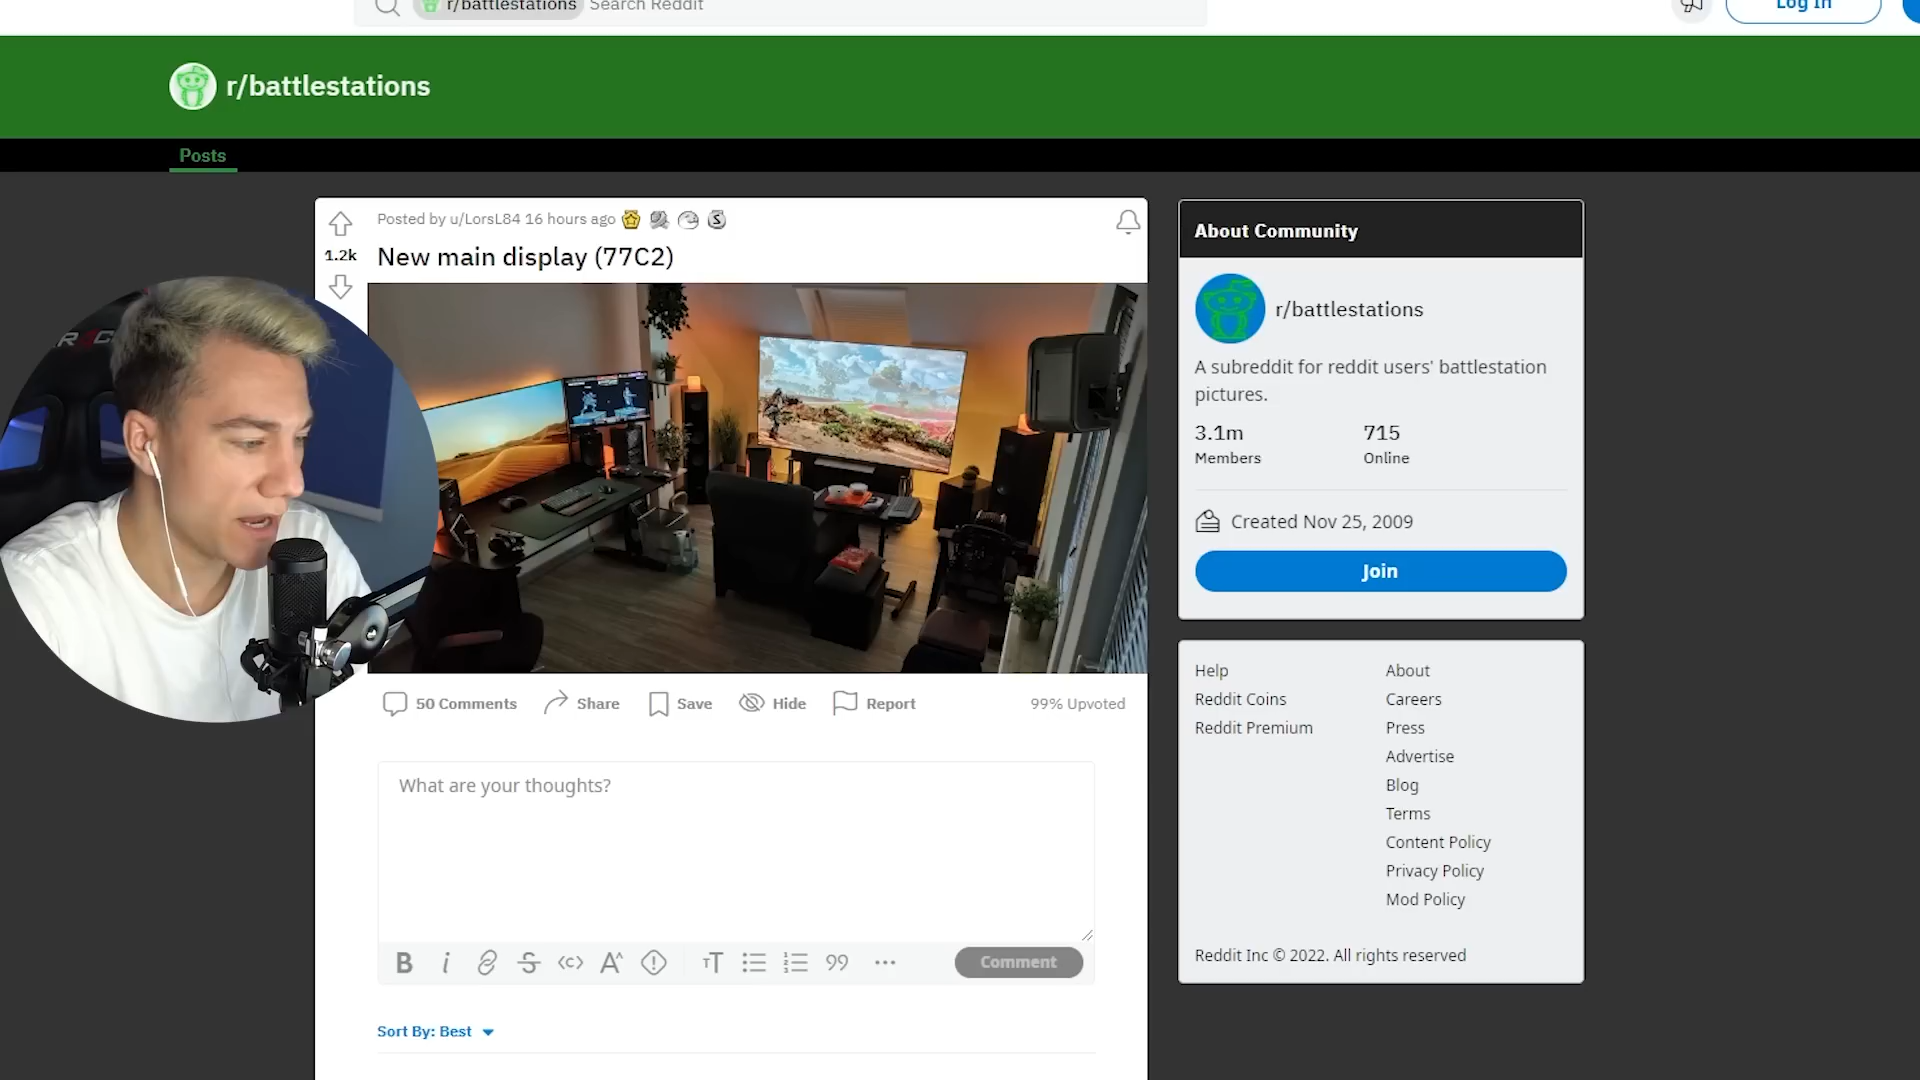 r/battlestations Search Reddit
Log In
r/battlestations
Posts
Posted by u/LorsL84 16 hours ago
1.2k
New main display (77C2)
50 Comments
Share
Save
Hide
Report
99% Upvoted
What are your thoughts?
Comment
Sort By: Best
About Community
r/battlestations
A subreddit for reddit users' battlestation
pictures.
3.1m
Members
715
Online
Created Nov 25, 2009
Join
Help
Reddit Coins
Reddit Premium
About
Careers
Press
Advertise
Blog
Terms
Content Policy
Privacy Policy
Mod Policy
Reddit Inc © 2022. All rights reserved